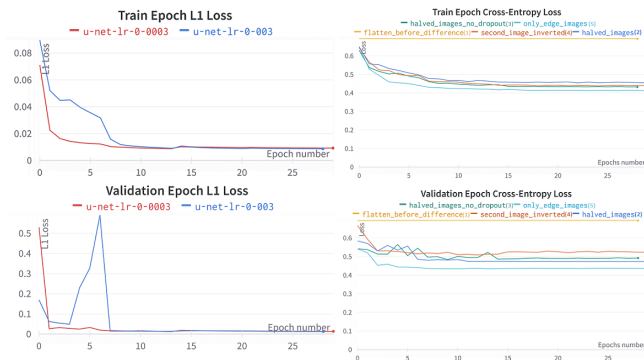 Train Epoch L1 Loss
u-net-lr-0-0003 u-net-lr-0-003
L1 Loss
0.08
0.06
0.04
0.02
0
Epoch number
0 5 10 15 20 25
Validation Epoch L1 Loss
u-net-lr-0-0003 u-net-lr-0-003
L1 Loss
0.5
0.4
0.3
0.2
0.1
0
Epoch number
0 5 10 15 20 25
Train Epoch Cross-Entropy Loss
halved_images_no_dropout(3) only_edge_images(5)
flatten_before_difference(1) second_image_inverted(4) halved_images(2)
Loss
0.6
0.5
0.4
0.3
0.2
0.1
0
Epochs number
0 5 10 15 20 25
Validation Epoch Cross-Entropy Loss
halved_images_no_dropout(3) only_edge_images(5)
flatten_before_difference(1) second_image_inverted(4) halved_images(2)
Loss
0.6
0.5
0.4
0.3
0.2
0.1
0
Epochs number
0 5 10 15 20 25